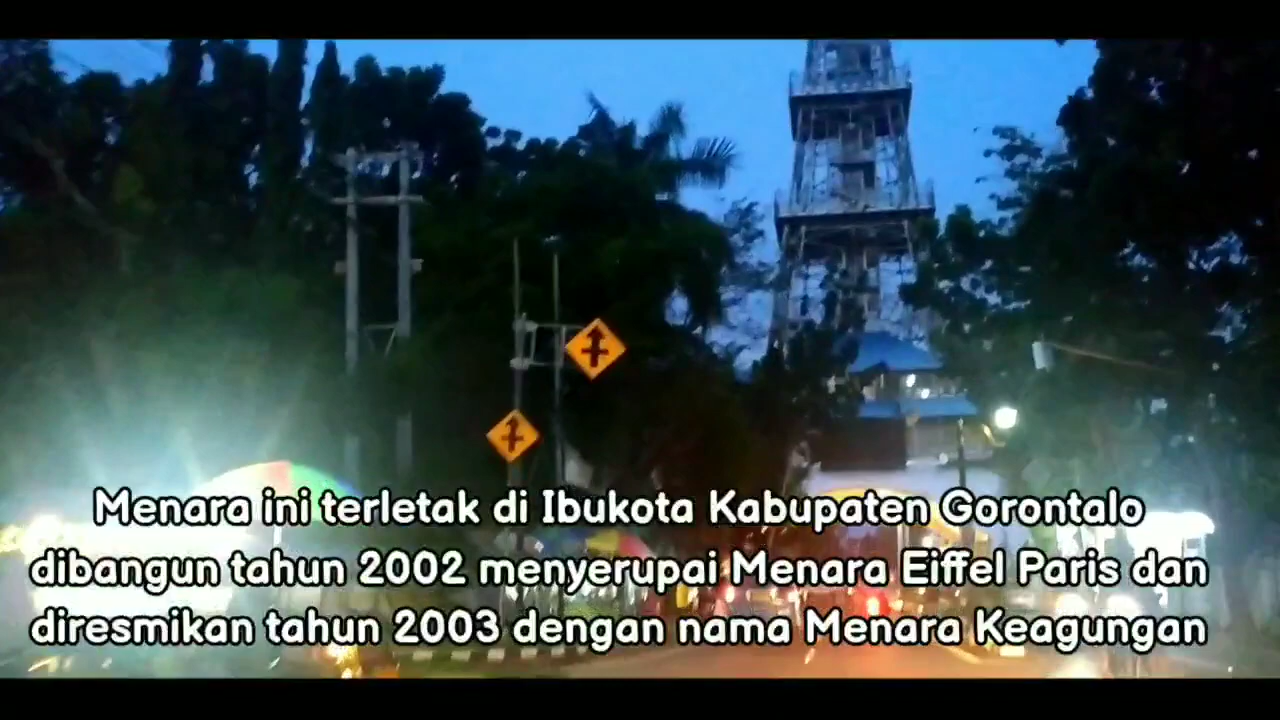 Menara ini terletak di Ibukota Kabupaten Gorontalo
dibangun tahun 2002 menyerupai Menara Eiffel Paris dan
diresmikan tahun 2003 dengan nama Menara Keagungan